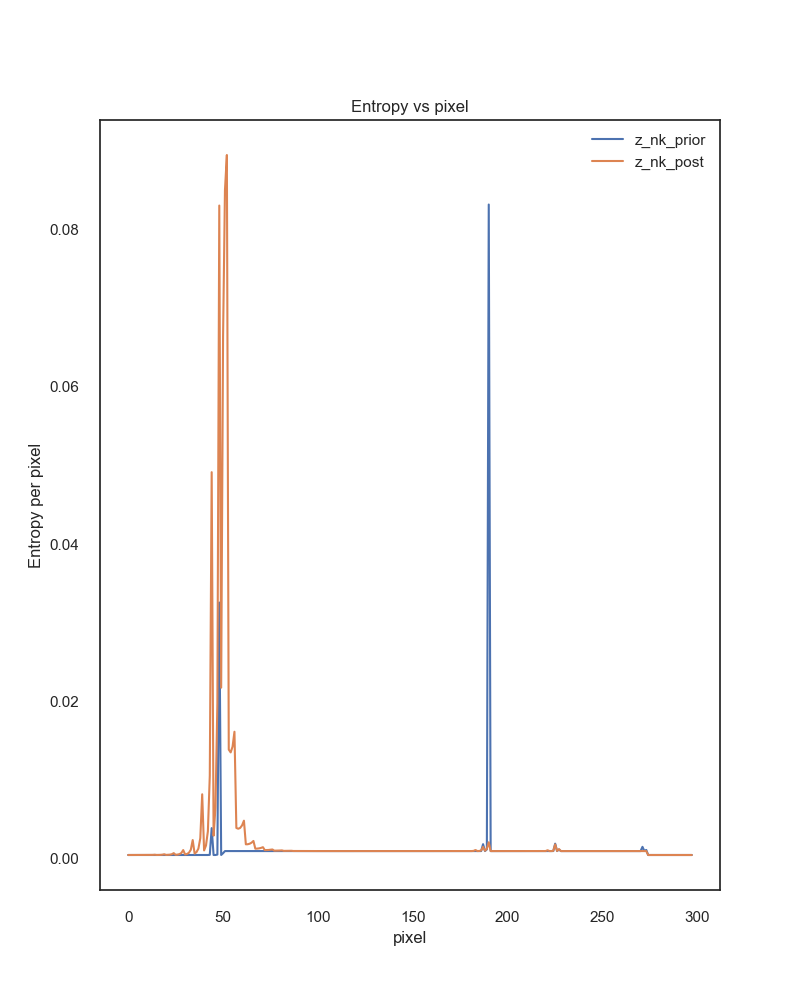 Entropy vs pixel
z_nk_prior
z_nk_post
Entropy per pixel
0.08
0.06
0.04
0.02
0.00
0 50 100 150 200 250 300
pixel